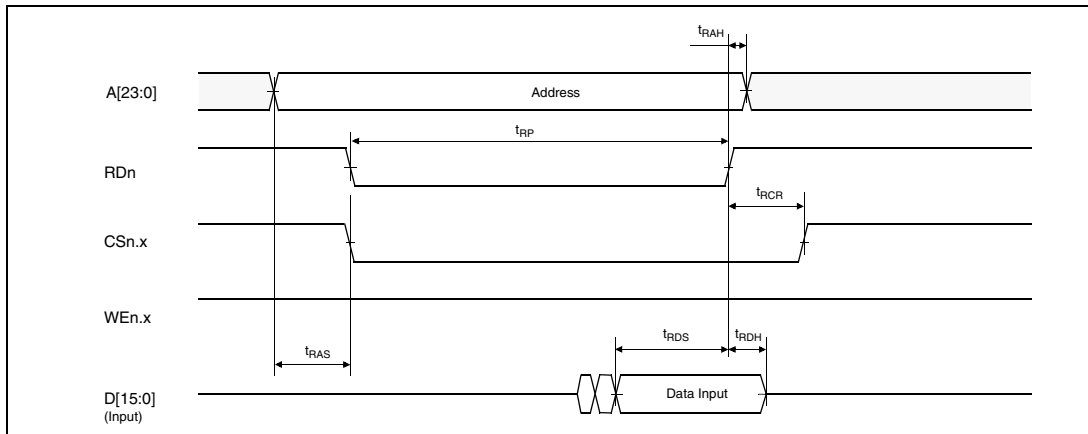 tRAH
A[23:0]
Address
tRP
RDn
tRCR
CSn.x
WEn.x
tRDS
tRDH
tRAS
D[15:0]
Data Input
(Input)